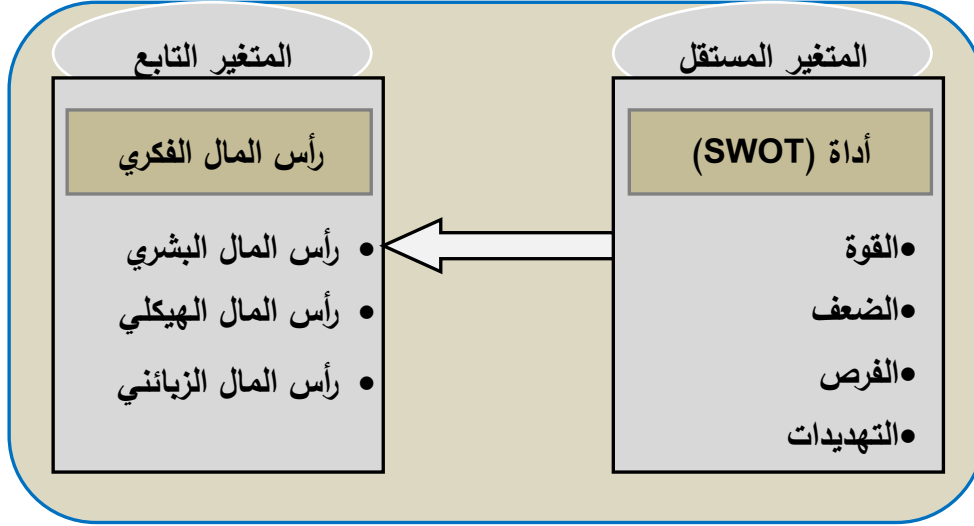 المتغير المستقل
أداة (SWOT)
•القوة
•الضعف
•الفرص
•التهديدات
المتغير التابع
رأس المال الفكري
• رأس المال البشري
• رأس المال الهيكلي
• رأس المال الزبائني